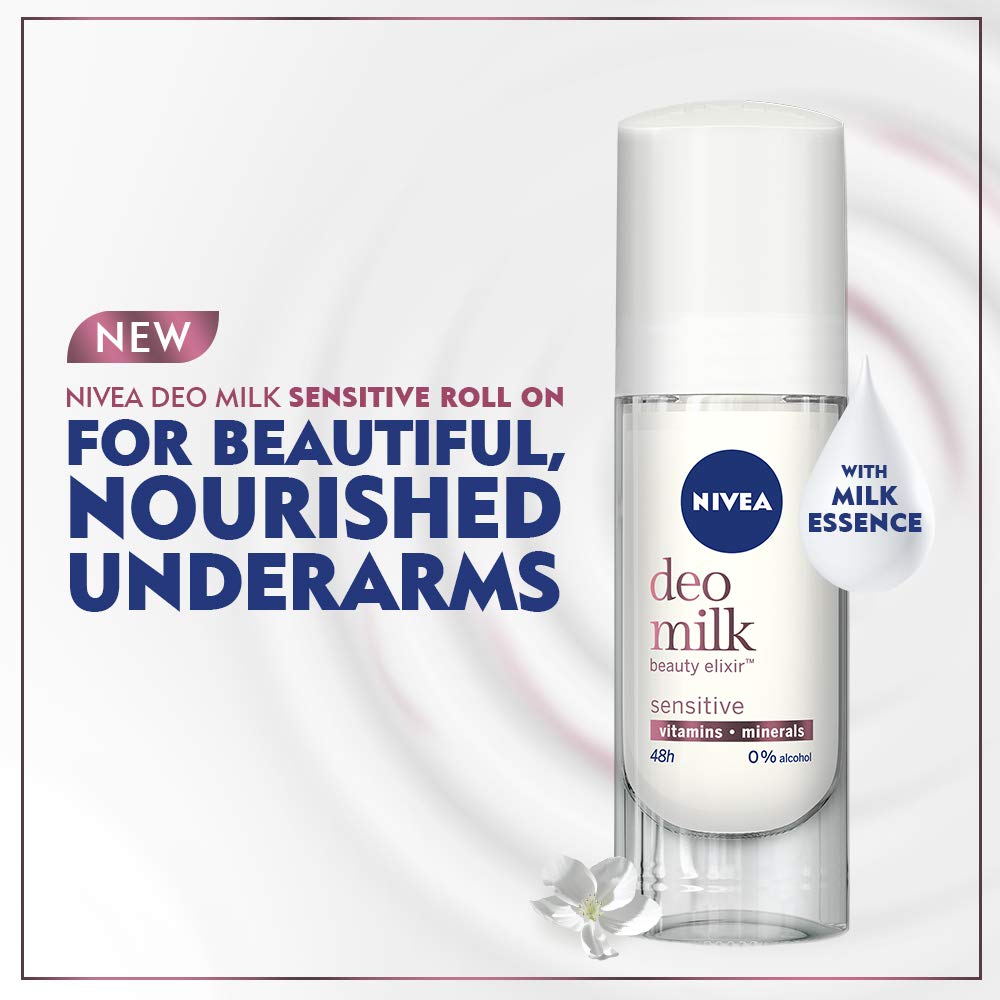 NEW
NIVEA DEO MILK SENSITIVE ROLL ON
FOR BEAUTIFUL,
NOURISHED
UNDERARMS
NIVEA
deo
milk
beauty elixir™
sensitive
vitamins • minerals
48h 0% alcohol
WITH
MILK
ESSENCE